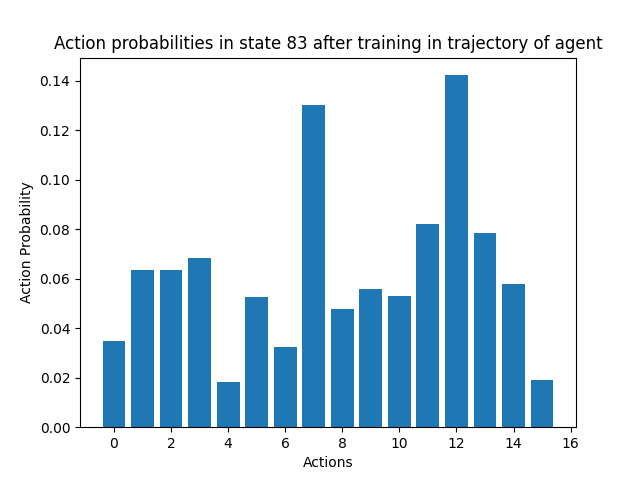 Action probabilities in state 83 after training in trajectory of agent
0.14
0.12
0.10
0.08
0.06
0.04
0.02
0.00
Action Probability
0 2 4 6 8 10 12 14 16
Actions